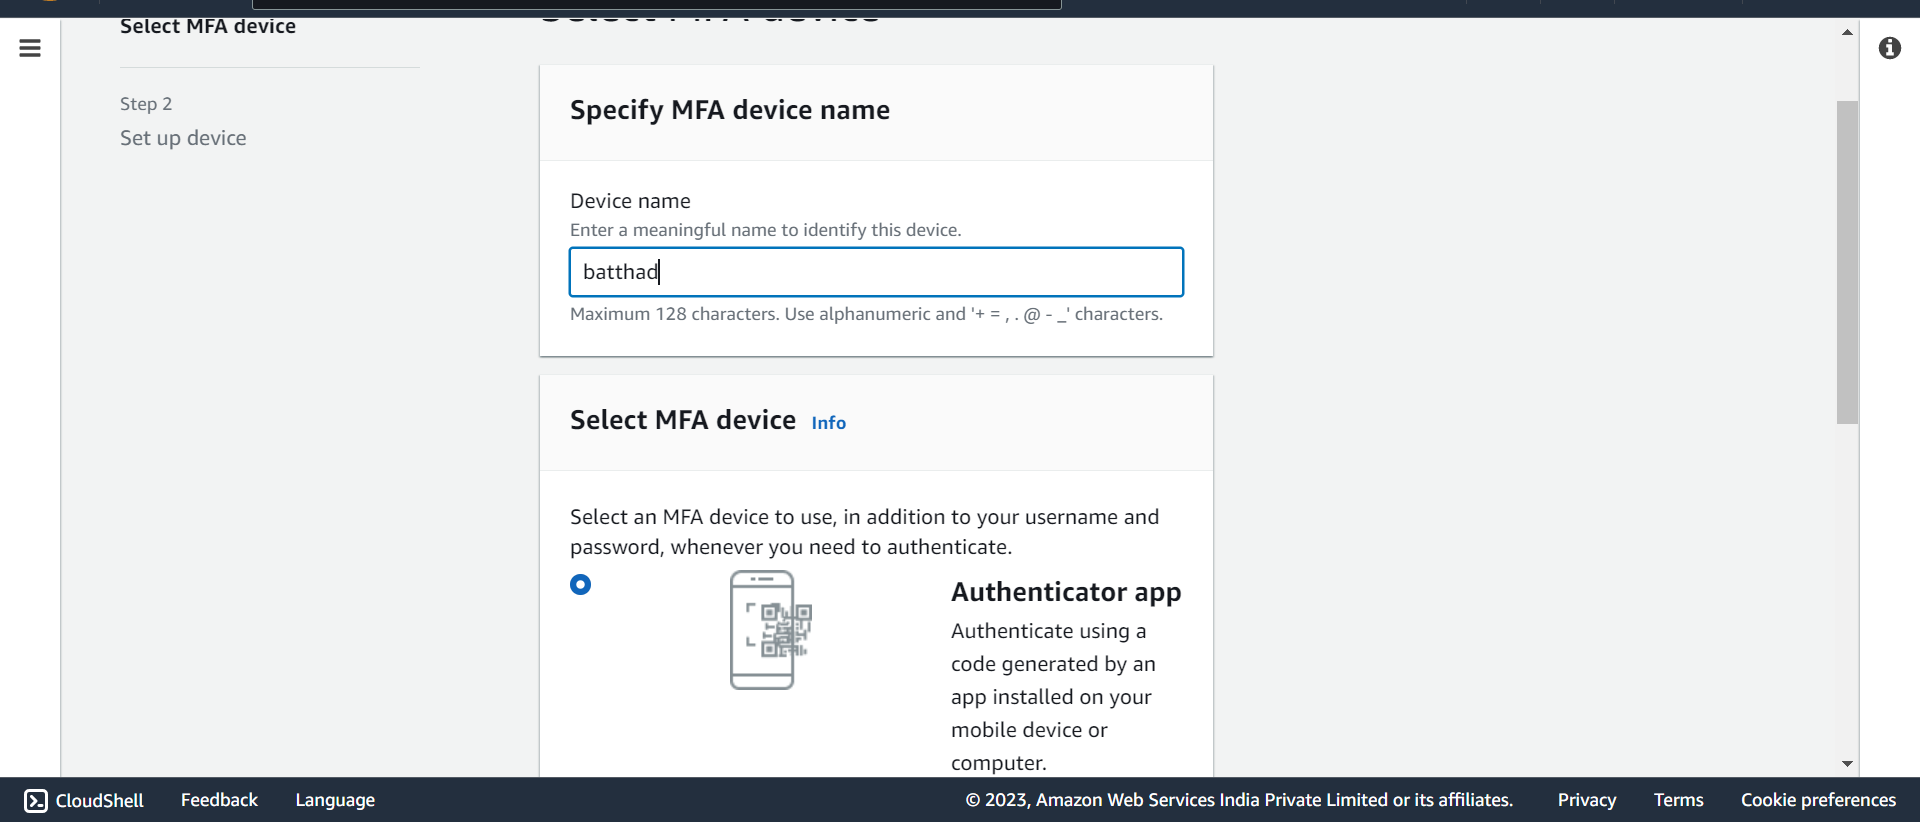 Select MFA device
Select MFA device
Step 2
Set up device
Specify MFA device name
Device name
Enter a meaningful name to identify this device.
batthad
Maximum 128 characters. Use alphanumeric and '+ = , . @ - _' characters.
Select MFA device Info
Select an MFA device to use, in addition to your username and
password, whenever you need to authenticate.
Authenticator app
Authenticate using a
code generated by an
app installed on your
mobile device or
computer.
CloudShell Feedback Language © 2023, Amazon Web Services India Private Limited or its affiliates. Privacy Terms Cookie preferences